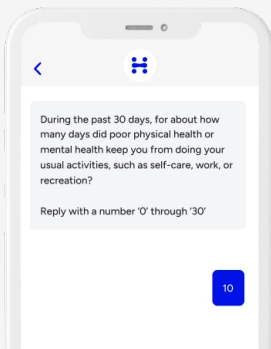 During the past 30 days, for about how
many days did poor physical health or
mental health keep you from doing your
usual activities, such as self-care, work, or
recreation?
Reply with a number ‘0’ through ‘30’
10